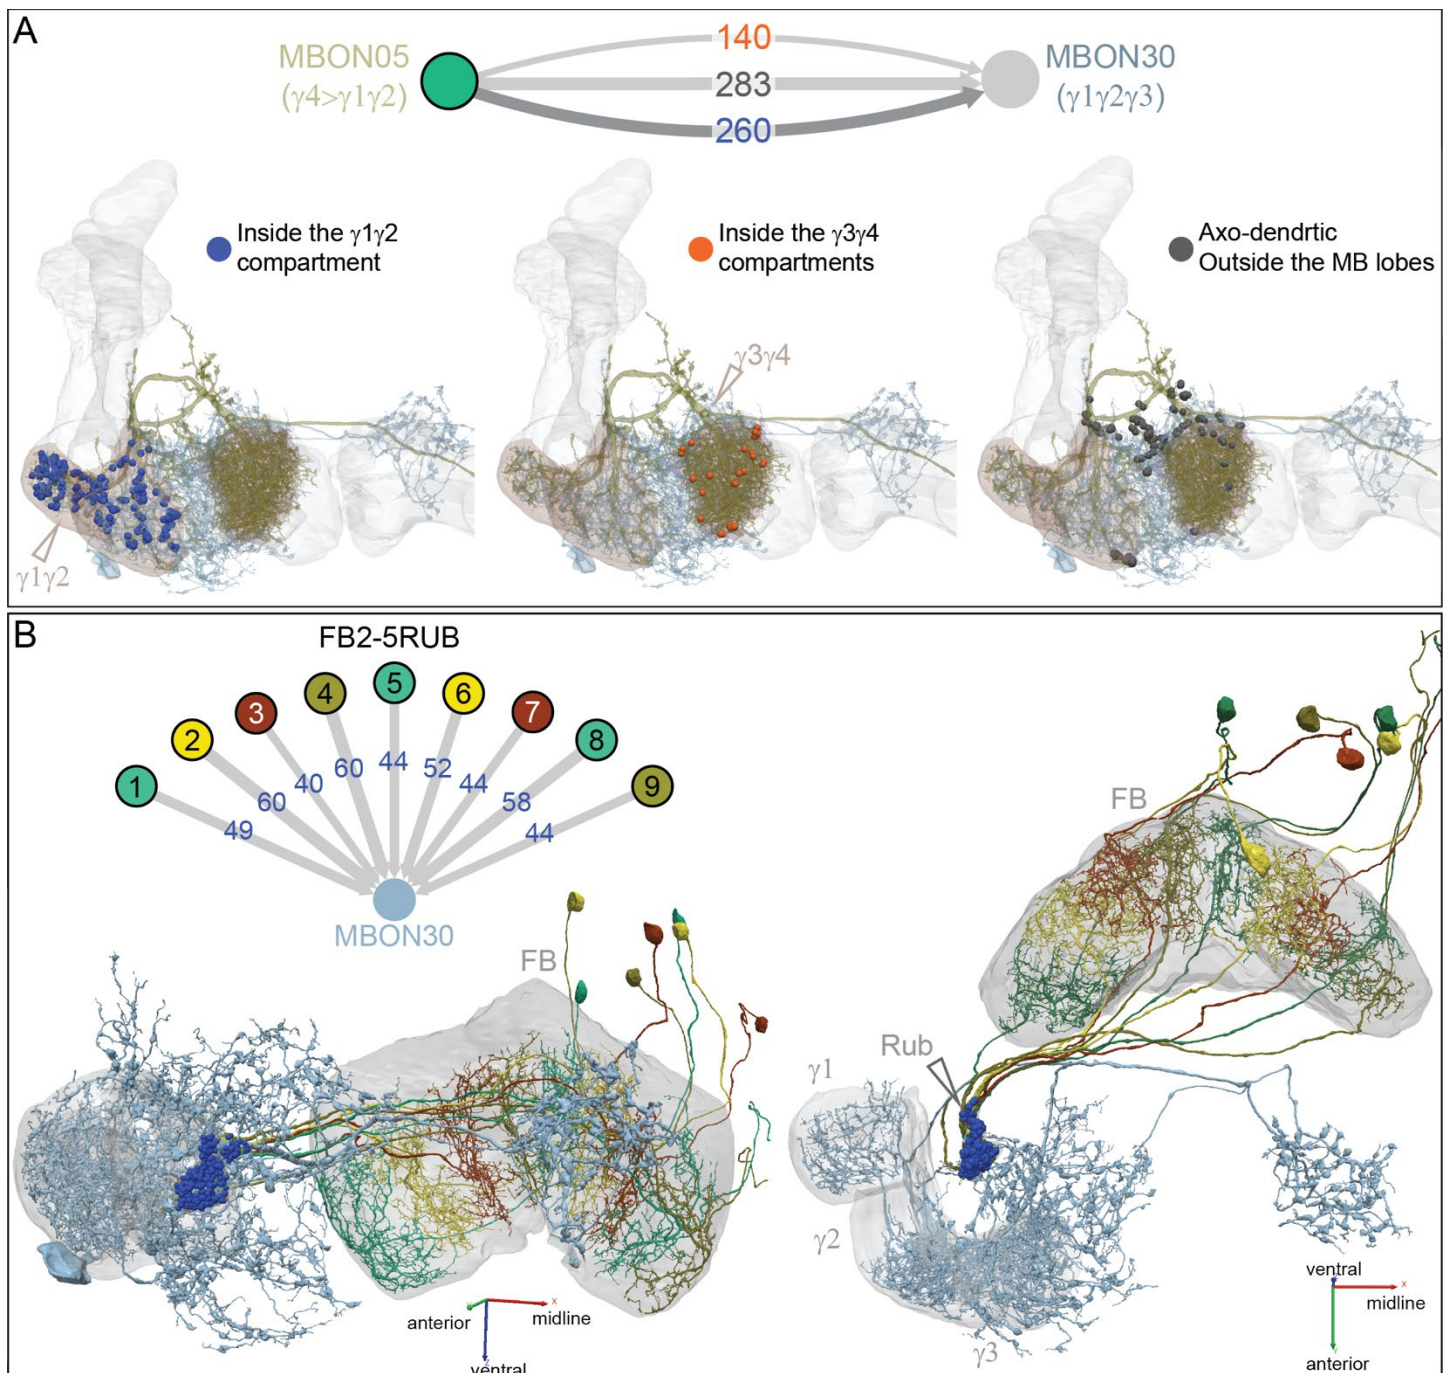 A
MBON05
(γ4>γ1γ2)
140
283
260
MBON30
(γ1γ2γ3)
Inside the γ1γ2
compartment
Inside the γ3γ4
compartments
Axo-dendrtic
Outside the MB lobes
γ1γ2
γ3γ4
B
FB2-5RUB
1
2
3
4
5
6
7
8
9
49
60
40
60
44
52
44
58
44
MBON30
FB
anterior
x
midline
ventral
FB
Rub
γ1
γ2
γ3
ventral
x
midline
anterior